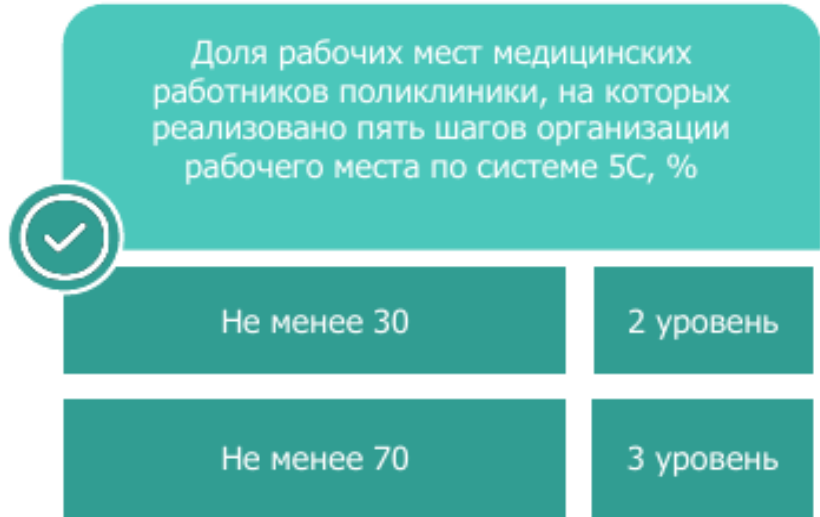 Доля рабочих мест медицинских
работников поликлиники, на которых
реализовано пять шагов организации
рабочего места по системе 5С, %
Не менее 30
2 уровень
Не менее 70
3 уровень